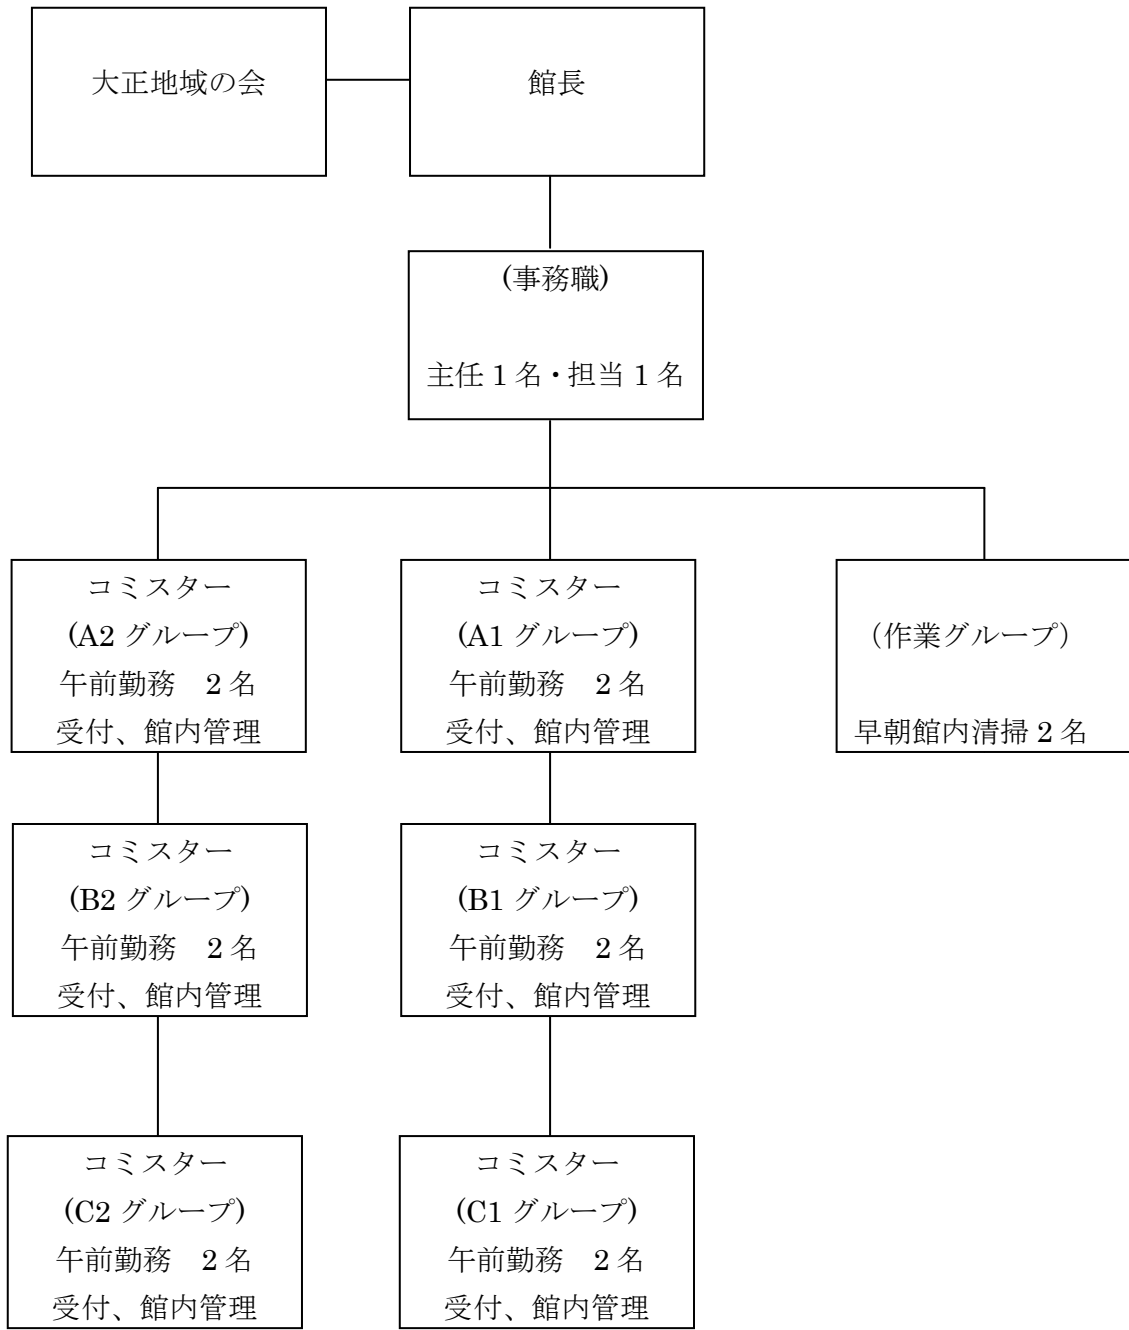 大正地域の会
館長
(事務職)
主任 1 名・担当 1 名
コミスター
(A2 グループ)
午前勤務　2 名
受付、館内管理
コミスター
(A1 グループ)
午前勤務　2 名
受付、館内管理
（作業グループ）
早朝館内清掃 2 名
コミスター
(B2 グループ)
午前勤務　2 名
受付、館内管理
コミスター
(B1 グループ)
午前勤務　2 名
受付、館内管理
コミスター
(C2 グループ)
午前勤務　2 名
受付、館内管理
コミスター
(C1 グループ)
午前勤務　2 名
受付、館内管理